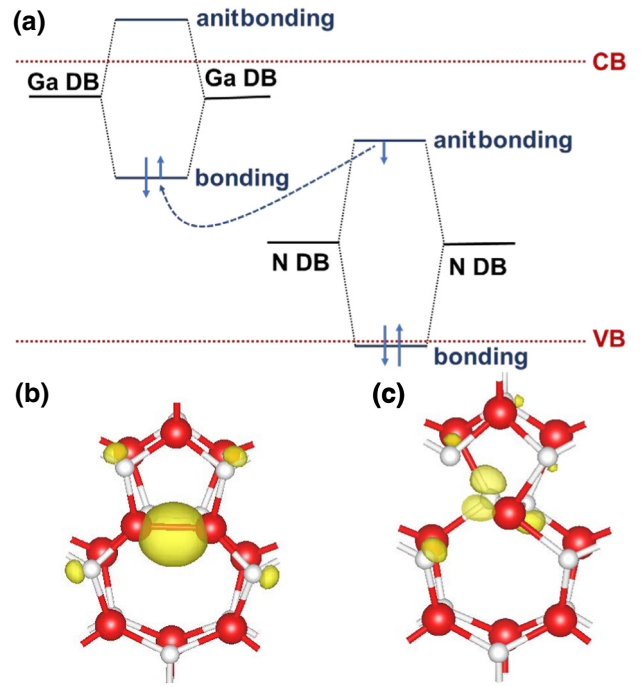 (a)
anitbonding
CB
Ga DB
Ga DB
anitbonding
bonding
N DB
N DB
VB
bonding
(b)
(c)